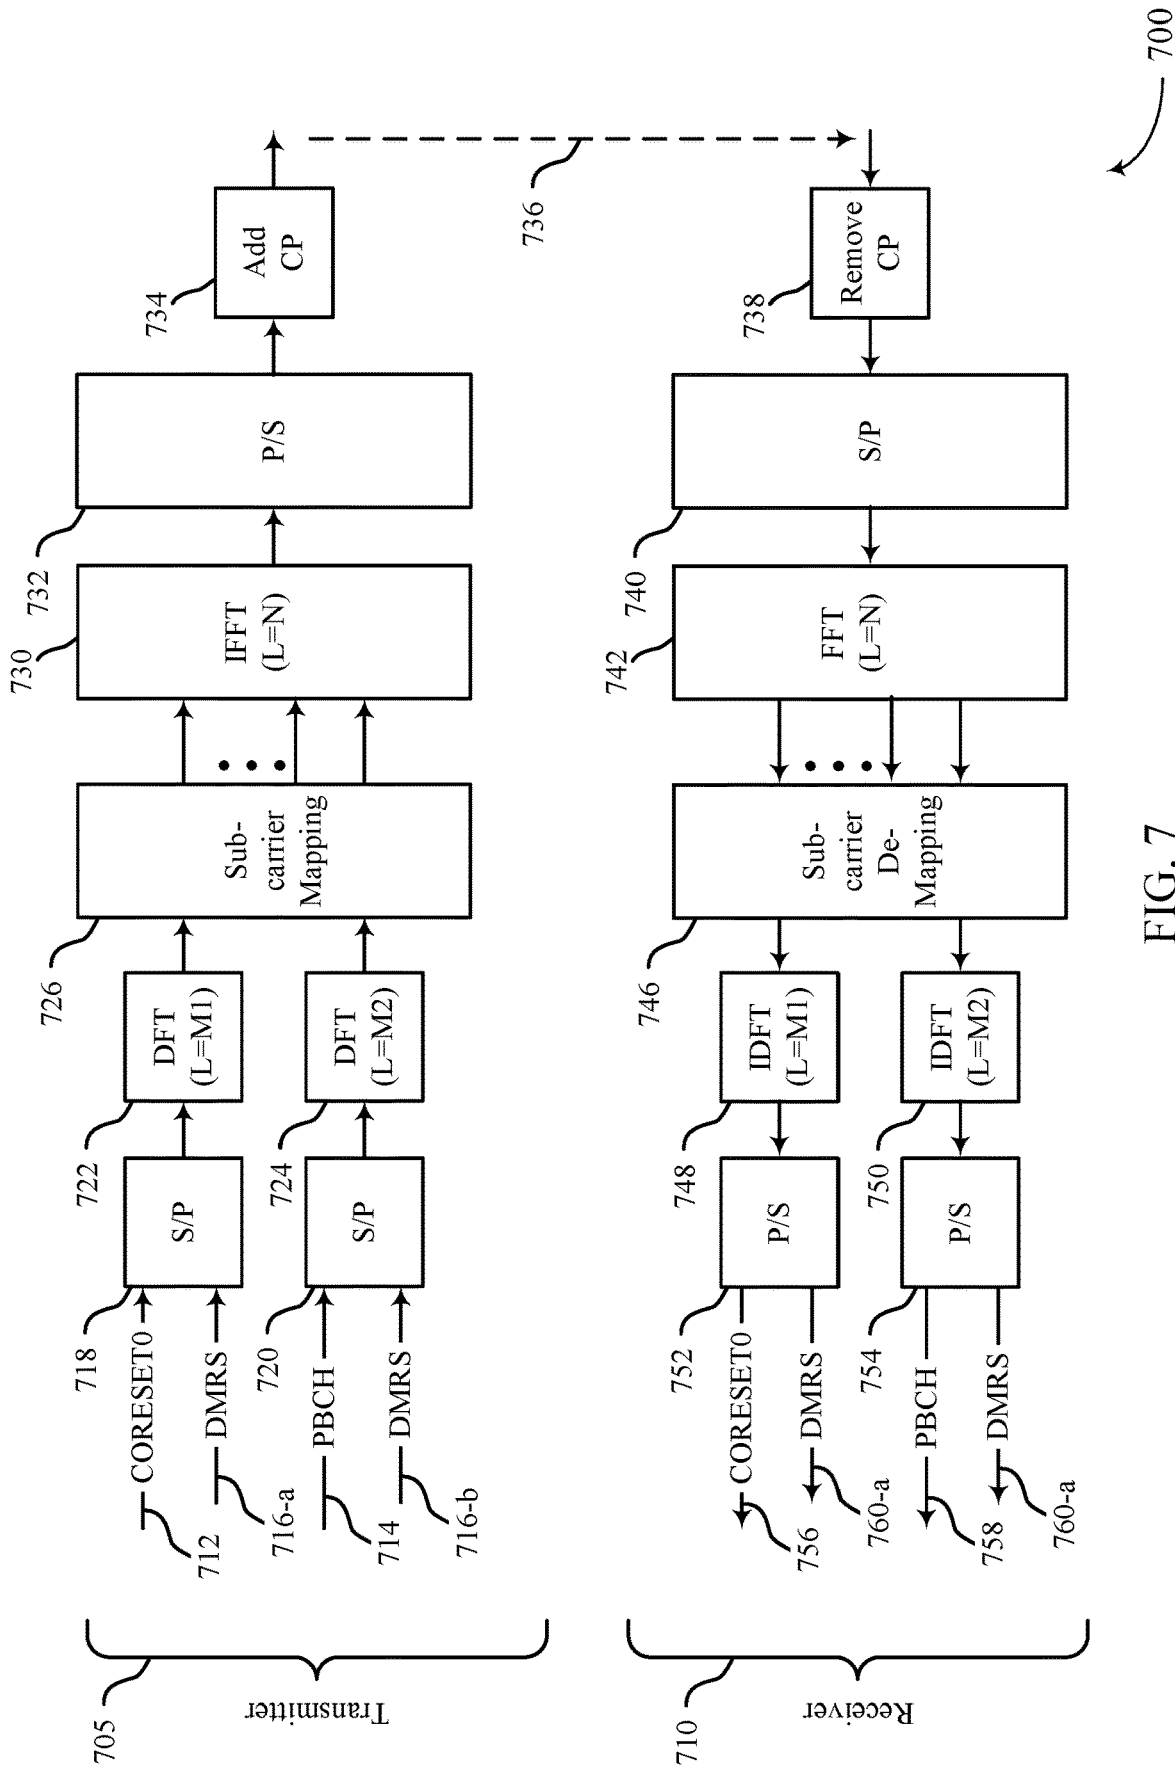 700
705
Transmitter
712
CORESET0
716-a
DMRS
714
PBCH
716-b
DMRS
718
S/P
720
S/P
722
DFT
(L=M1)
724
DFT
(L=M2)
726
Sub-
carrier
Mapping
730
IFFT
(L=N)
732
P/S
734
Add
CP
736
710
Receiver
738
Remove
CP
740
S/P
742
FFT
(L=N)
746
Sub-
carrier
De-
Mapping
748
IDFT
(L=M1)
750
IDFT
(L=M2)
752
P/S
754
P/S
CORESET0
756
DMRS
760-a
PBCH
758
DMRS
760-a
FIG. 7